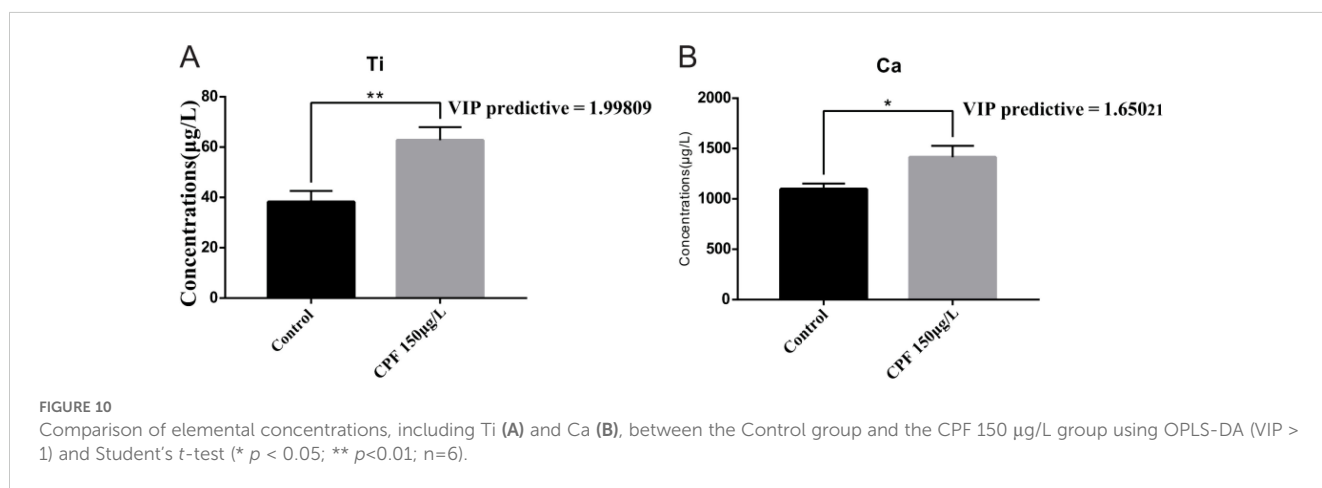 A
Ti
**
VIP predictive = 1.99809
Concentrations(µg/L)
80
60
40
20
0
Control
CPF 150µg/L
B
Ca
*
VIP predictive = 1.65021
Concentrations(µg/L)
2000
1500
1000
500
0
Control
CPF 150µg/L
FIGURE 10
Comparison of elemental concentrations, including Ti (A) and Ca (B), between the Control group and the CPF 150 µg/L group using OPLS-DA (VIP >
1) and Student's t-test (* p < 0.05; ** p<0.01; n=6).